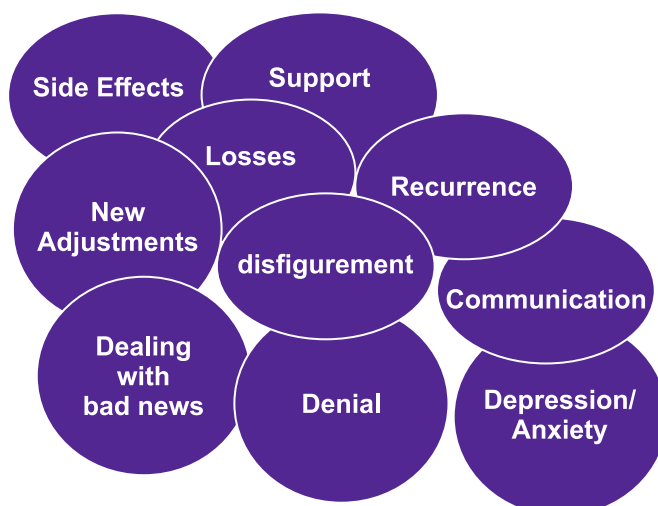 Side Effects
Support
Losses
Recurrence
New
Adjustments
disfigurement
Communication
Dealing
with
bad news
Denial
Depression/
Anxiety